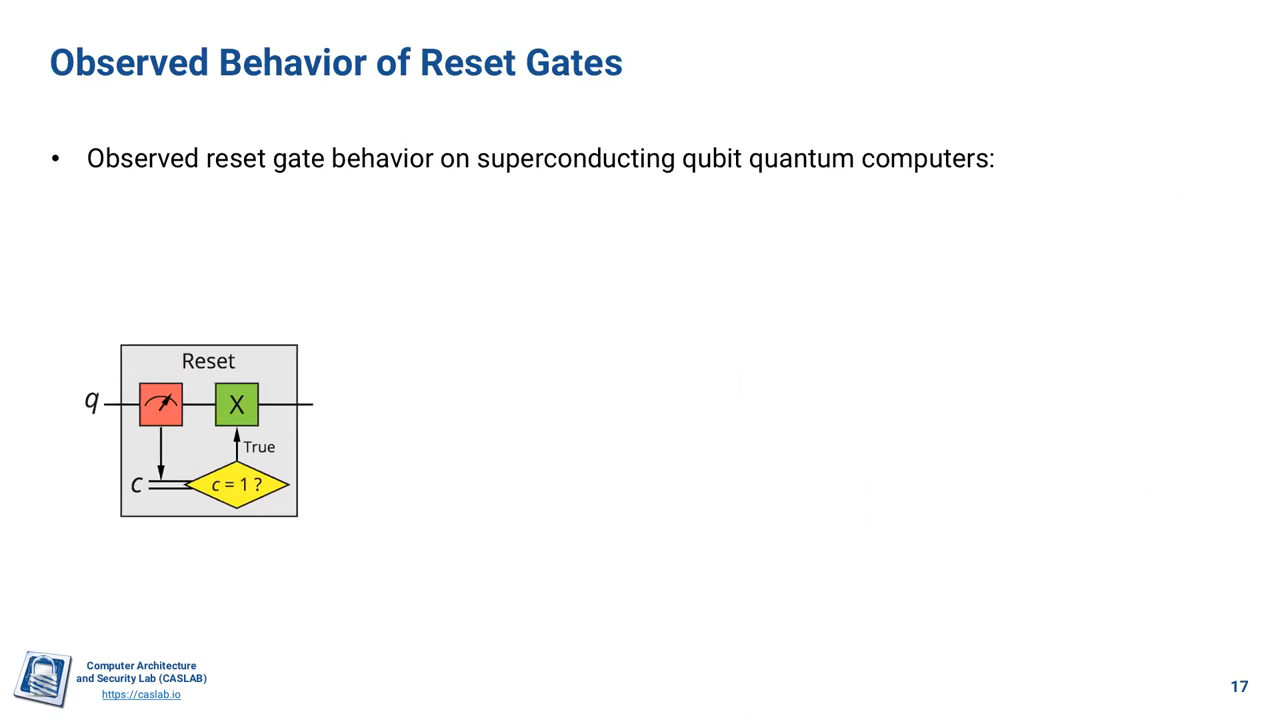 Observed Behavior of Reset Gates
• Observed reset gate behavior on superconducting qubit quantum computers:
Reset
q
X
True
c
c = 1 ?
Computer Architecture
and Security Lab (CASLAB)
https://caslab.io
17